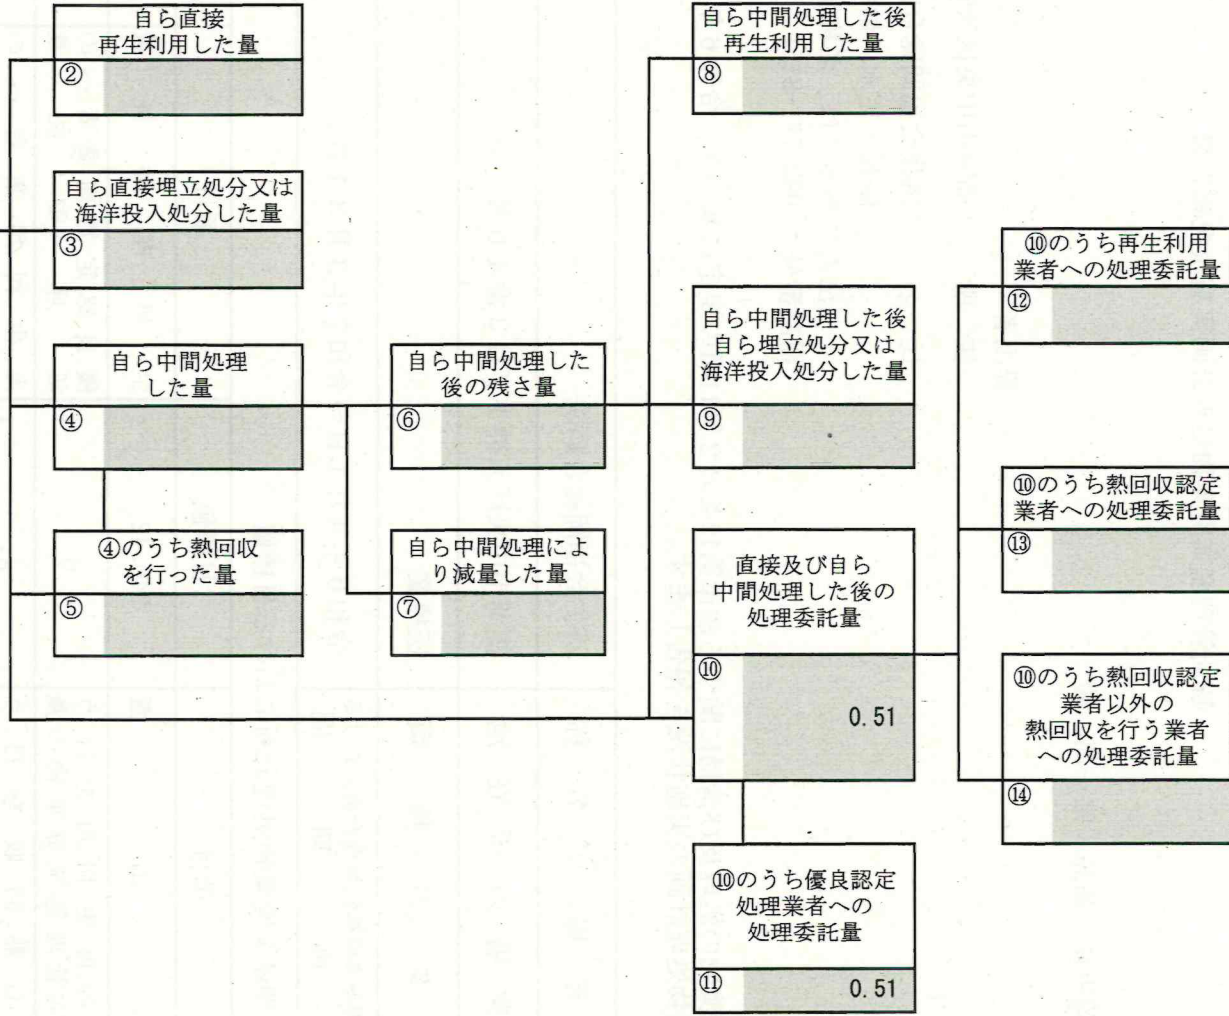 自ら直接
再生利用した量
②
自ら直接埋立処分又は
海洋投入処分した量
③
自ら中間処理
した量
④
④のうち熱回収
を行った量
⑤
自ら中間処理した
後の残さ量
⑥
自ら中間処理によ
り減量した量
⑦
自ら中間処理した後
再生利用した量
⑧
自ら中間処理した後
自ら埋立処分又は
海洋投入処分した量
⑨
直接及び自ら
中間処理した後の
処理委託量
⑩
0.51
⑩のうち優良認定
処理業者への
処理委託量
⑪
0.51
⑩のうち再生利用
業者への処理委託量
⑫
⑩のうち熱回収認定
業者への処理委託量
⑬
⑩のうち熱回収認定
業者以外の
熱回収を行う業者
への処理委託量
⑭